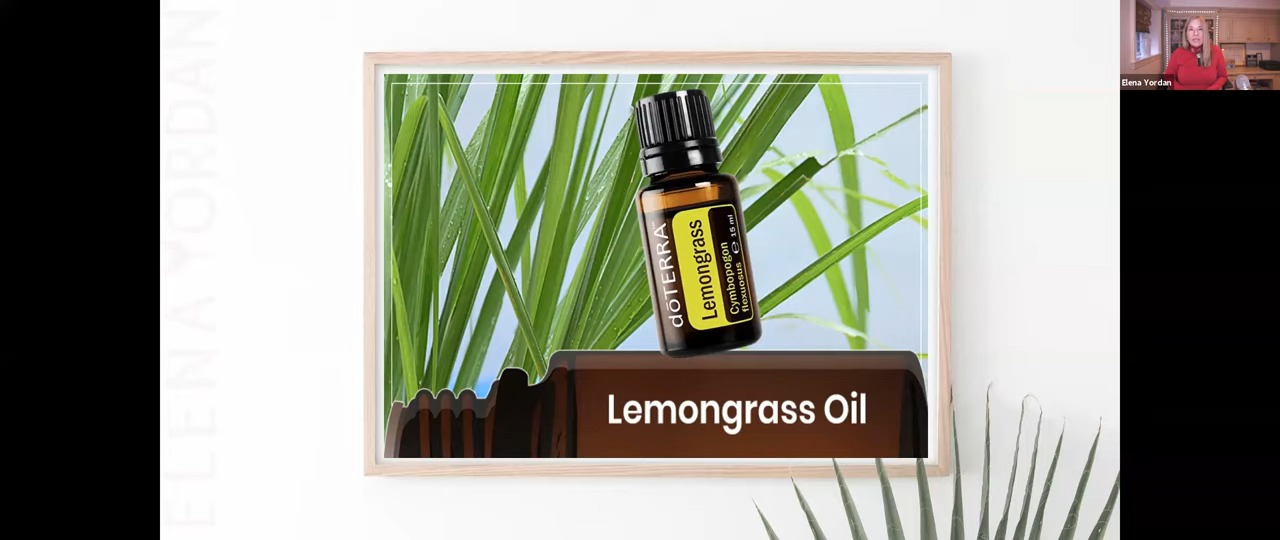 ELENA YORDAN
Elena Yordan
dōTERRA
Lemongrass
Cymbopogon
flexuosus ℮ 15 ml
Lemongrass Oil